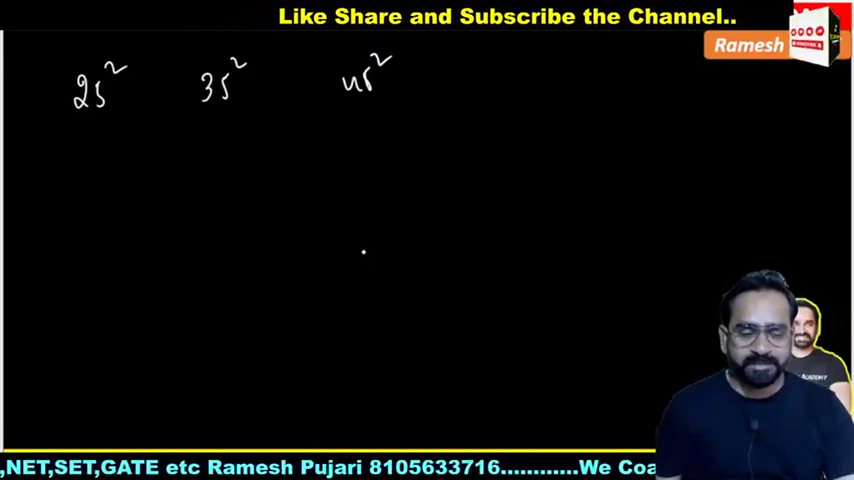 Like Share and Subscribe the Channel..
Ramesh
25² 35² 45²
ACADEMY
,NET,SET,GATE etc Ramesh Pujari 8105633716............We Coa